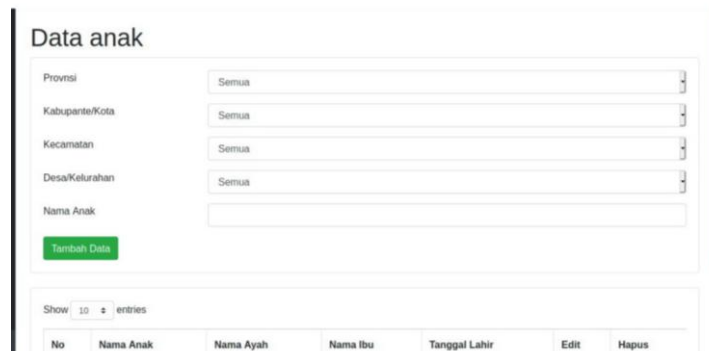 Data anak
Provnsi Semua
Kabupante/Kota Semua
Kecamatan Semua
Desa/Kelurahan Semua
Nama Anak
Tambah Data
Show 10 entries
No Nama Anak Nama Ayah Nama Ibu Tanggal Lahir Edit Hapus